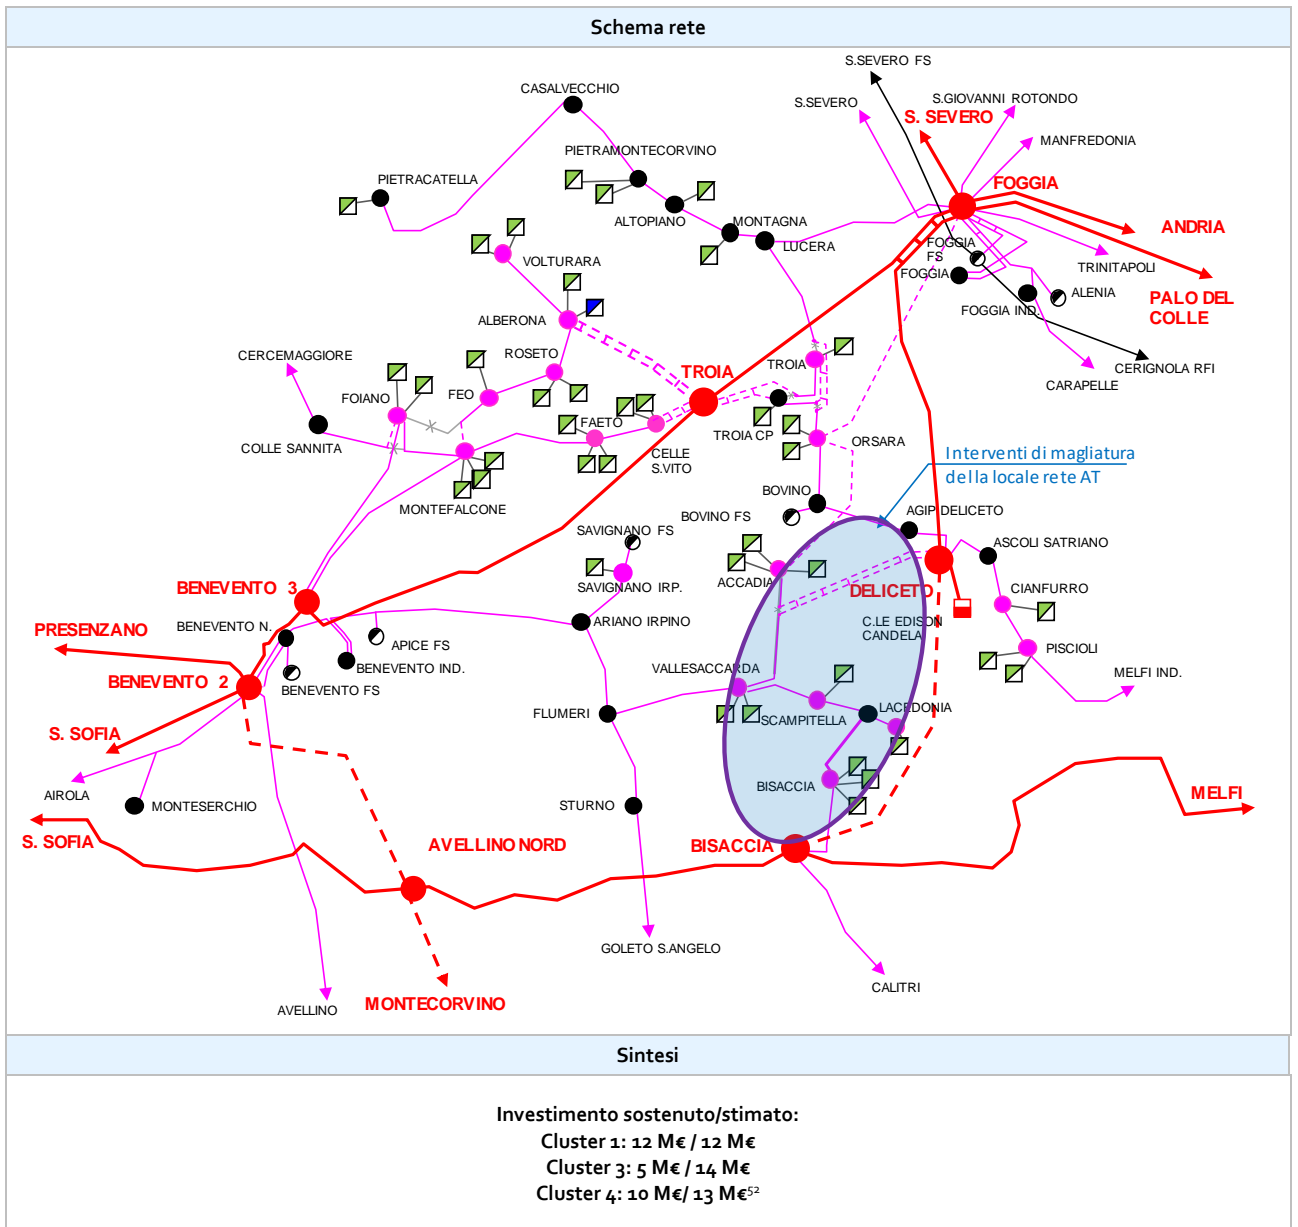 Schema rete
S.SEVERO FS
CASALVECCHIO
S.SEVERO
S.GIOVANNI ROTONDO
S. SEVERO
MANFREDONIA
PIETRAMONTECORVINO
PIETRACATELLA
FOGGIA
ALTOPIANO
MONTAGNA
LUCERA
ANDRIA
FOGGIA
FS
FOGGIA
TRINITAPOLI
VOLTURARA
ALENIA
PALO DEL
COLLE
FOGGIA IND.
ALBERONA
CERCEMAGGIORE
ROSETO
TROIA
TROIA
CERIGNOLA RFI
CARAPELLE
FOIANO
FEO
FAETO
TROIA CP
ORSARA
COLLE SANNITA
CELLE
S.VITO
Interventi di magliatura
della locale rete AT
MONTEFALCONE
BOVINO
BOVINO FS
AGIP DELICETO
SAVIGNANO FS
ASCOLI SATRIANO
ACCADIA
SAVIGNANO IRP.
BENEVENTO 3
DELICETO
CIANFURRO
C.LE EDISON
CANDELA
PRESENZANO
BENEVENTO N.
ARIANO IRPINO
APICE FS
PISCIOLI
BENEVENTO IND.
VALLESACCARDA
MELFI IND.
BENEVENTO 2
BENEVENTO FS
FLUMERI
SCAMPITELLA
LACEDONIA
S. SOFIA
BISACCIA
AIROLA
MONTESERCHIO
STURNO
MELFI
S. SOFIA
AVELLINO NORD
BISACCIA
GOLETO S.ANGELO
CALITRI
AVELLINO
MONTECORVINO
Sintesi
Investimento sostenuto/stimato:
Cluster 1: 12 M€ / 12 M€
Cluster 3: 5 M€ / 14 M€
Cluster 4: 10 M€/ 13 M€⁵²